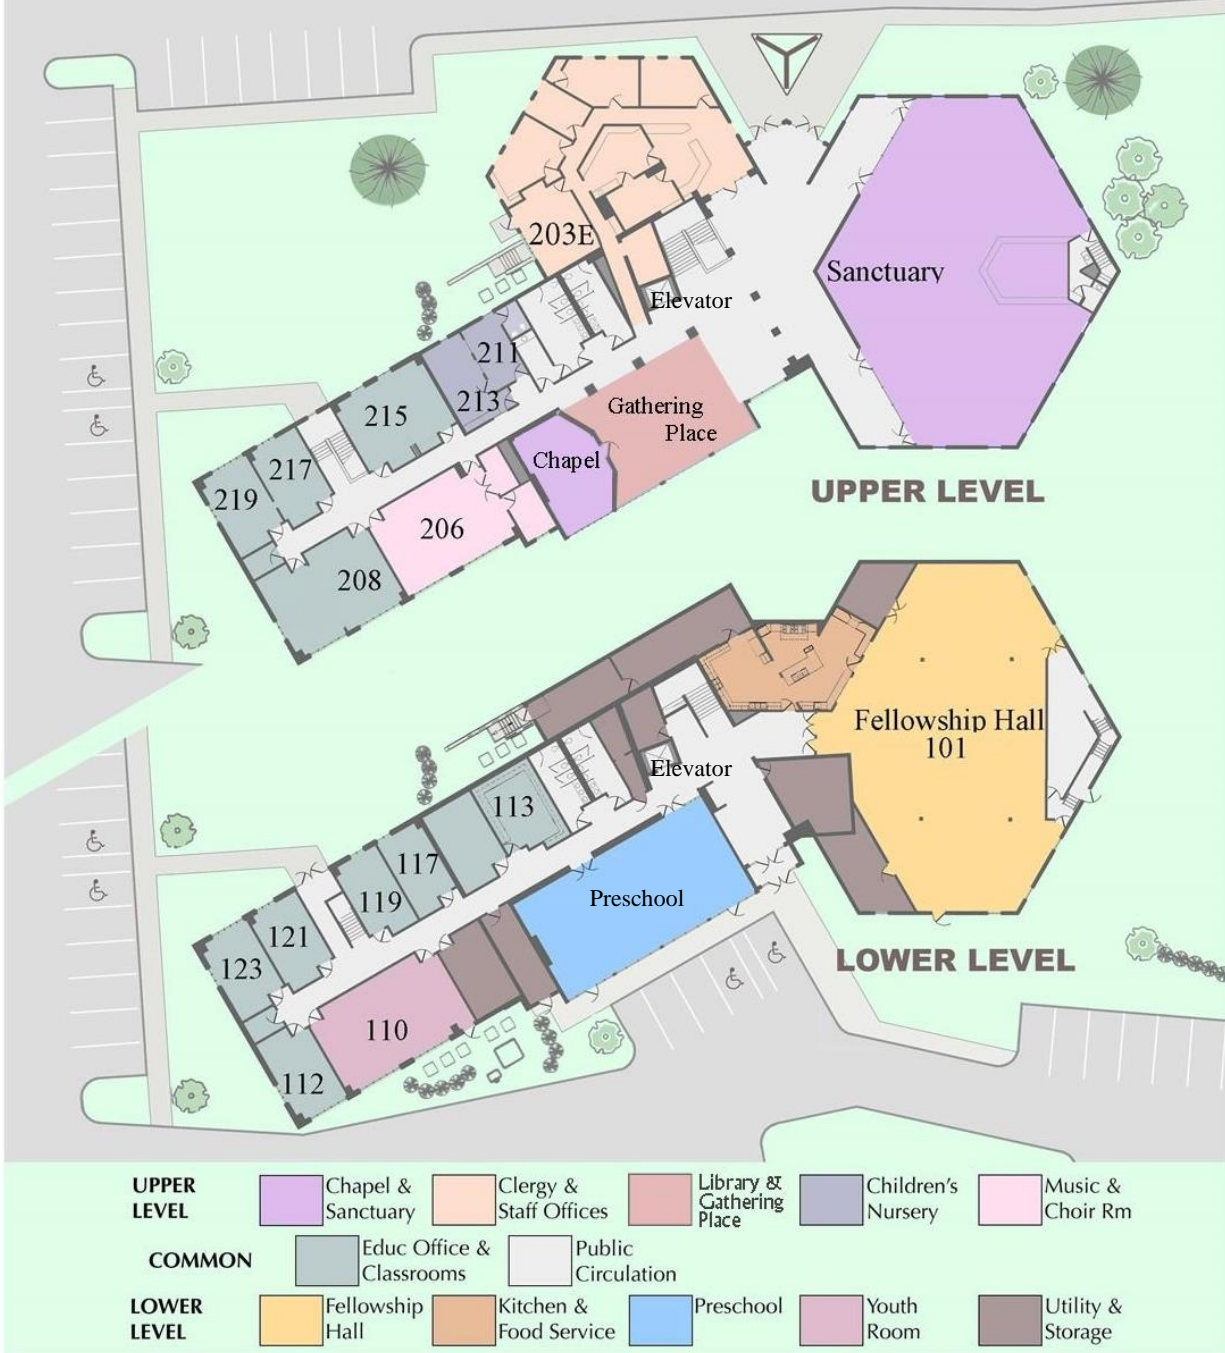 203E
Sanctuary
Elevator
211
213
215
Gathering
Place
217
Chapel
219
206
UPPER LEVEL
208
Fellowship Hall
101
Elevator
113
117
119
Preschool
121
123
LOWER LEVEL
110
112
UPPER
LEVEL
Chapel &
Sanctuary
Clergy &
Staff Offices
Library &
Gathering
Place
Children's
Nursery
Music &
Choir Rm
COMMON
Educ Office &
Classrooms
Public
Circulation
LOWER
LEVEL
Fellowship
Hall
Kitchen &
Food Service
Preschool
Youth
Room
Utility &
Storage